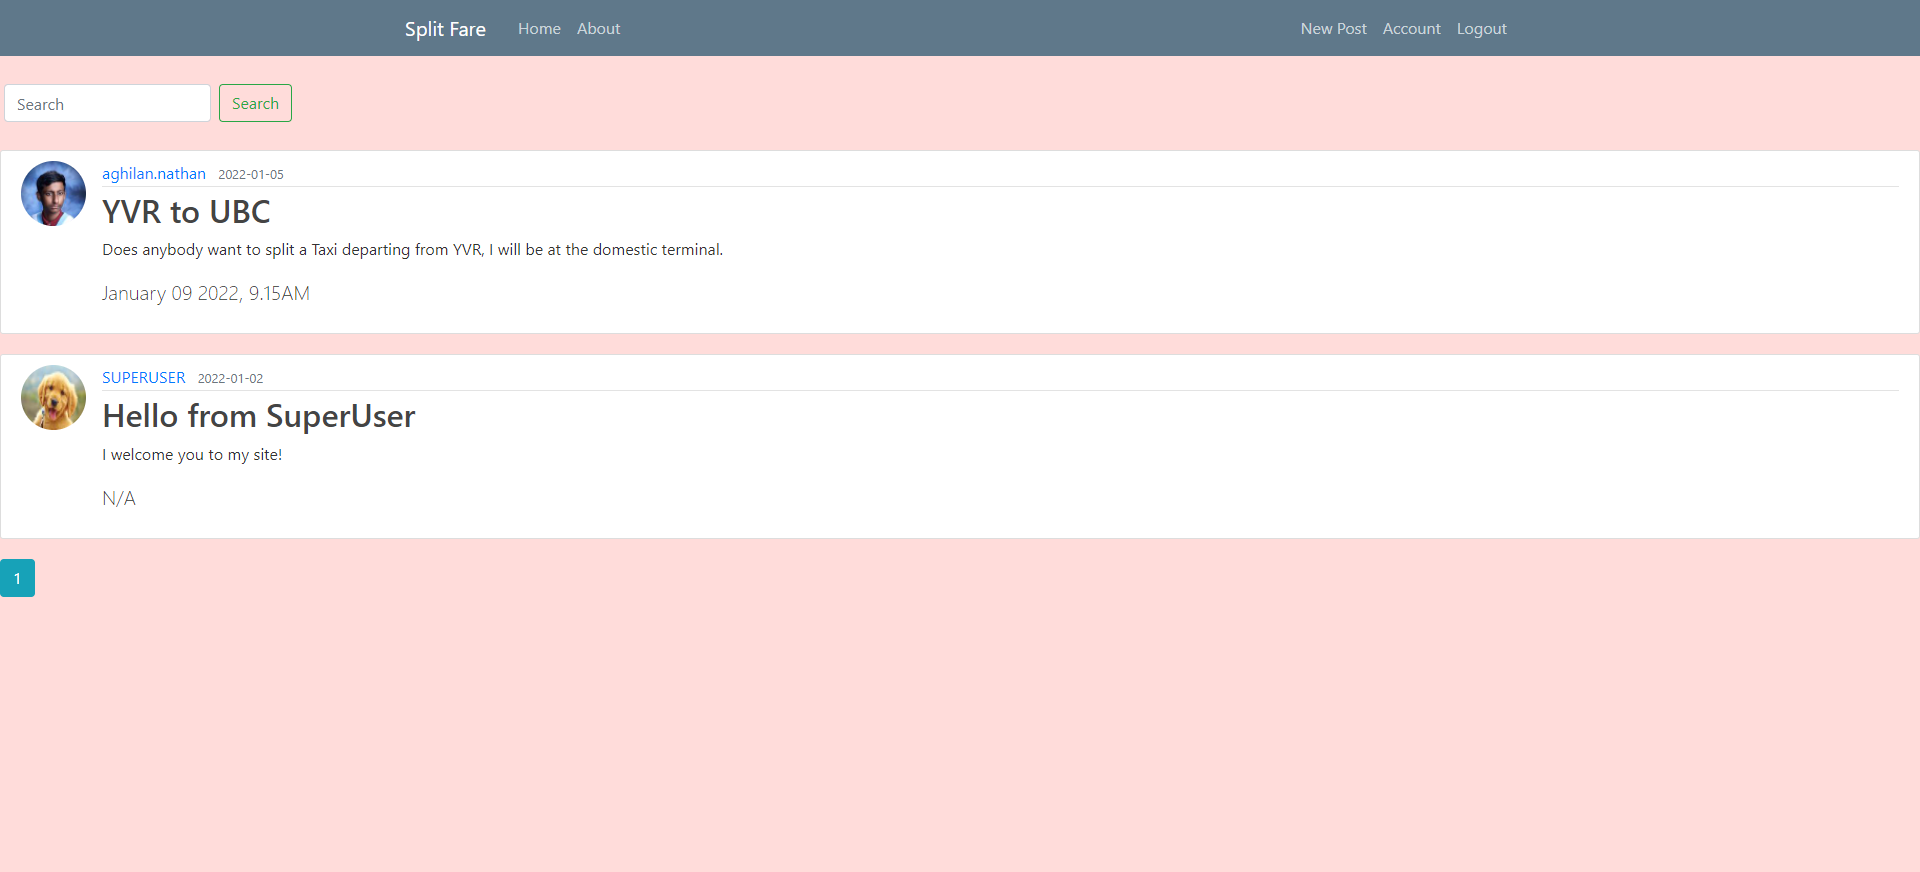 Split Fare Home About New Post Account Logout
Search Search
aghilan.nathan 2022-01-05
YVR to UBC
Does anybody want to split a Taxi departing from YVR, I will be at the domestic terminal.
January 09 2022, 9.15AM
SUPERUSER 2022-01-02
Hello from SuperUser
I welcome you to my site!
N/A
1